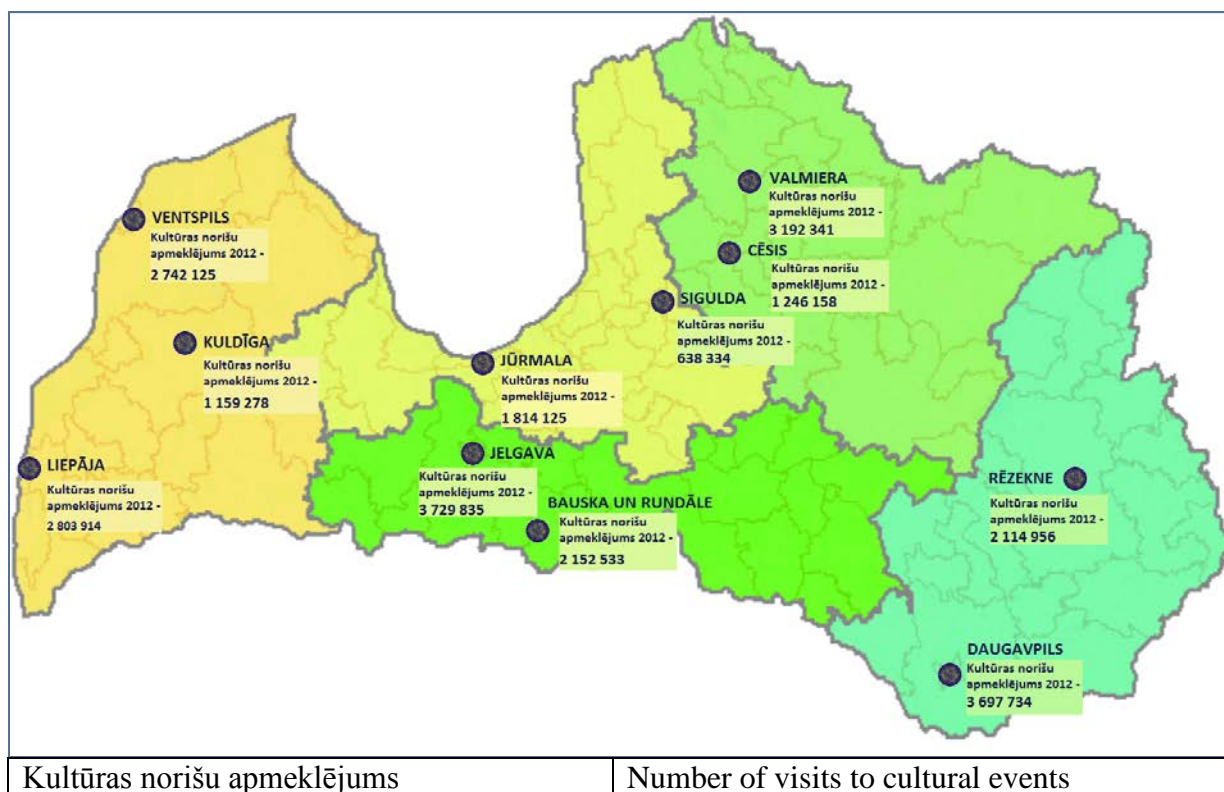 VENTSPILS
Kultūras norišu
apmeklējums 2012 -
2 742 125
KULDĪGA
Kultūras norišu
apmeklējums 2012 -
1 159 278
LIEPĀJA
Kultūras norišu
apmeklējums 2012 -
2 803 914
JŪRMALA
Kultūras norišu
apmeklējums 2012 -
1 814 125
JELGAVA
Kultūras norišu
apmeklējums 2012 -
3 729 835
BAUSKA UN RUNDĀLE
Kultūras norišu
apmeklējums 2012 -
2 152 533
VALMIERA
Kultūras norišu
apmeklējums 2012 -
3 192 341
CĒSIS
Kultūras norišu
apmeklējums 2012 -
1 246 158
SIGULDA
Kultūras norišu
apmeklējums 2012 -
638 334
RĒZEKNE
Kultūras norišu
apmeklējums 2012 -
2 114 956
DAUGAVPILS
Kultūras norišu
apmeklējums 2012 -
3 697 734
Kultūras norišu apmeklējums
Number of visits to cultural events